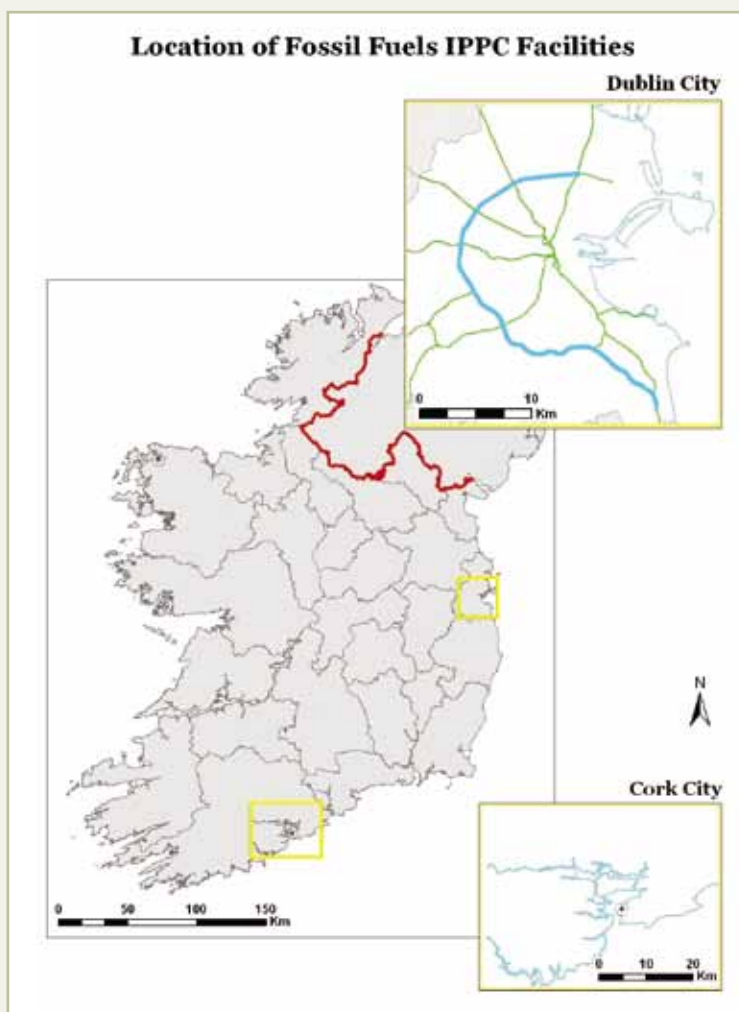 Location of Fossil Fuels IPPC Facilities
Dublin City
0 10
Km
N
Cork City
0 50 100 150
Km
0 10 20
Km